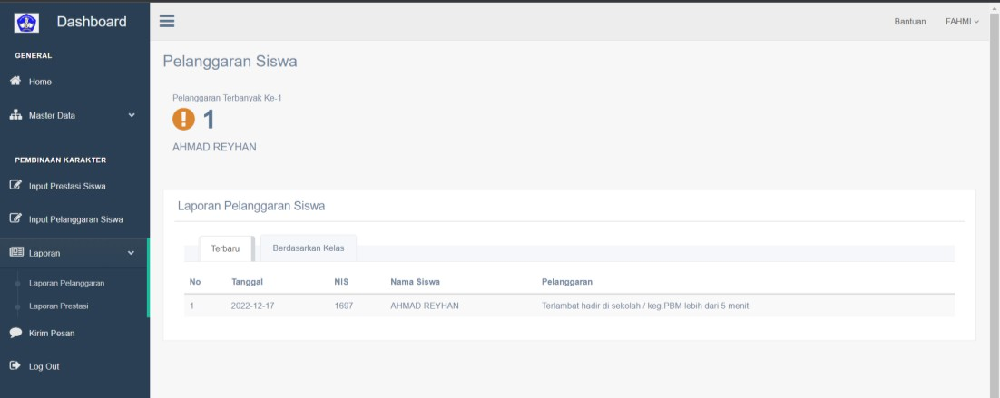 Dashboard
Bantuan FAHMI
GENERAL
Home
Master Data
PEMBINAAN KARAKTER
Input Prestasi Siswa
Input Pelanggaran Siswa
Laporan
Laporan Pelanggaran
Laporan Prestasi
Kirim Pesan
Log Out
Pelanggaran Siswa
Pelanggaran Terbanyak Ke-1
1
AHMAD REYHAN
Laporan Pelanggaran Siswa
Terbaru Berdasarkan Kelas
No Tanggal NIS Nama Siswa Pelanggaran
1 2022-12-17 1697 AHMAD REYHAN Terlambat hadir di sekolah / keg.PBM lebih dari 5 menit